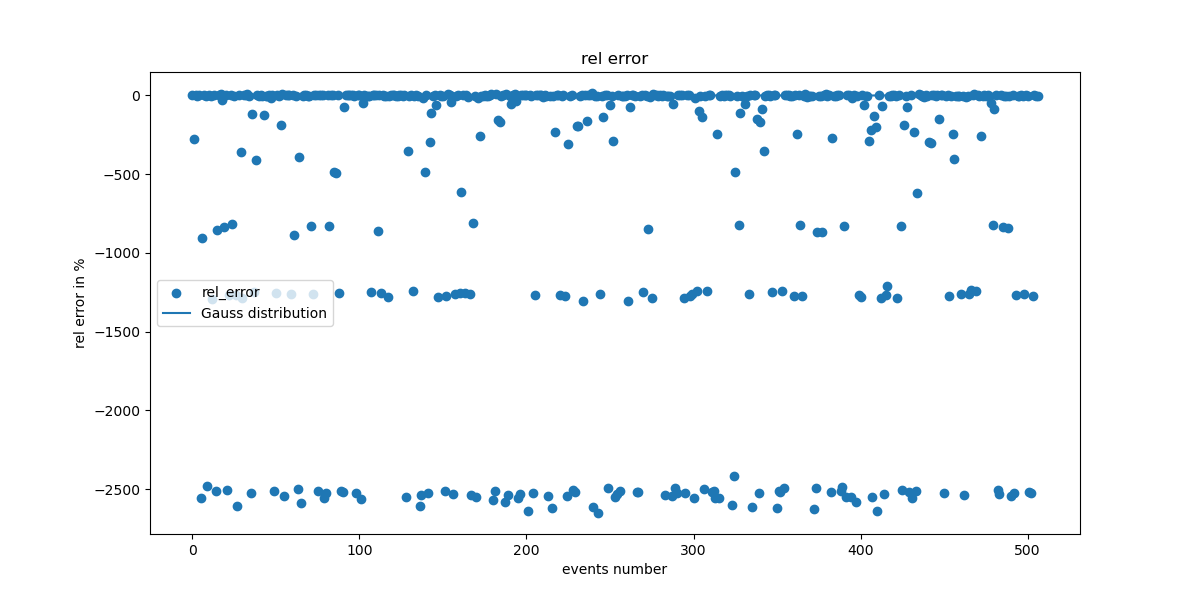 rel error
0
−500
−1000
−1500
−2000
−2500
rel error in %
rel_error
Gauss distribution
0
100
200
300
400
500
events number